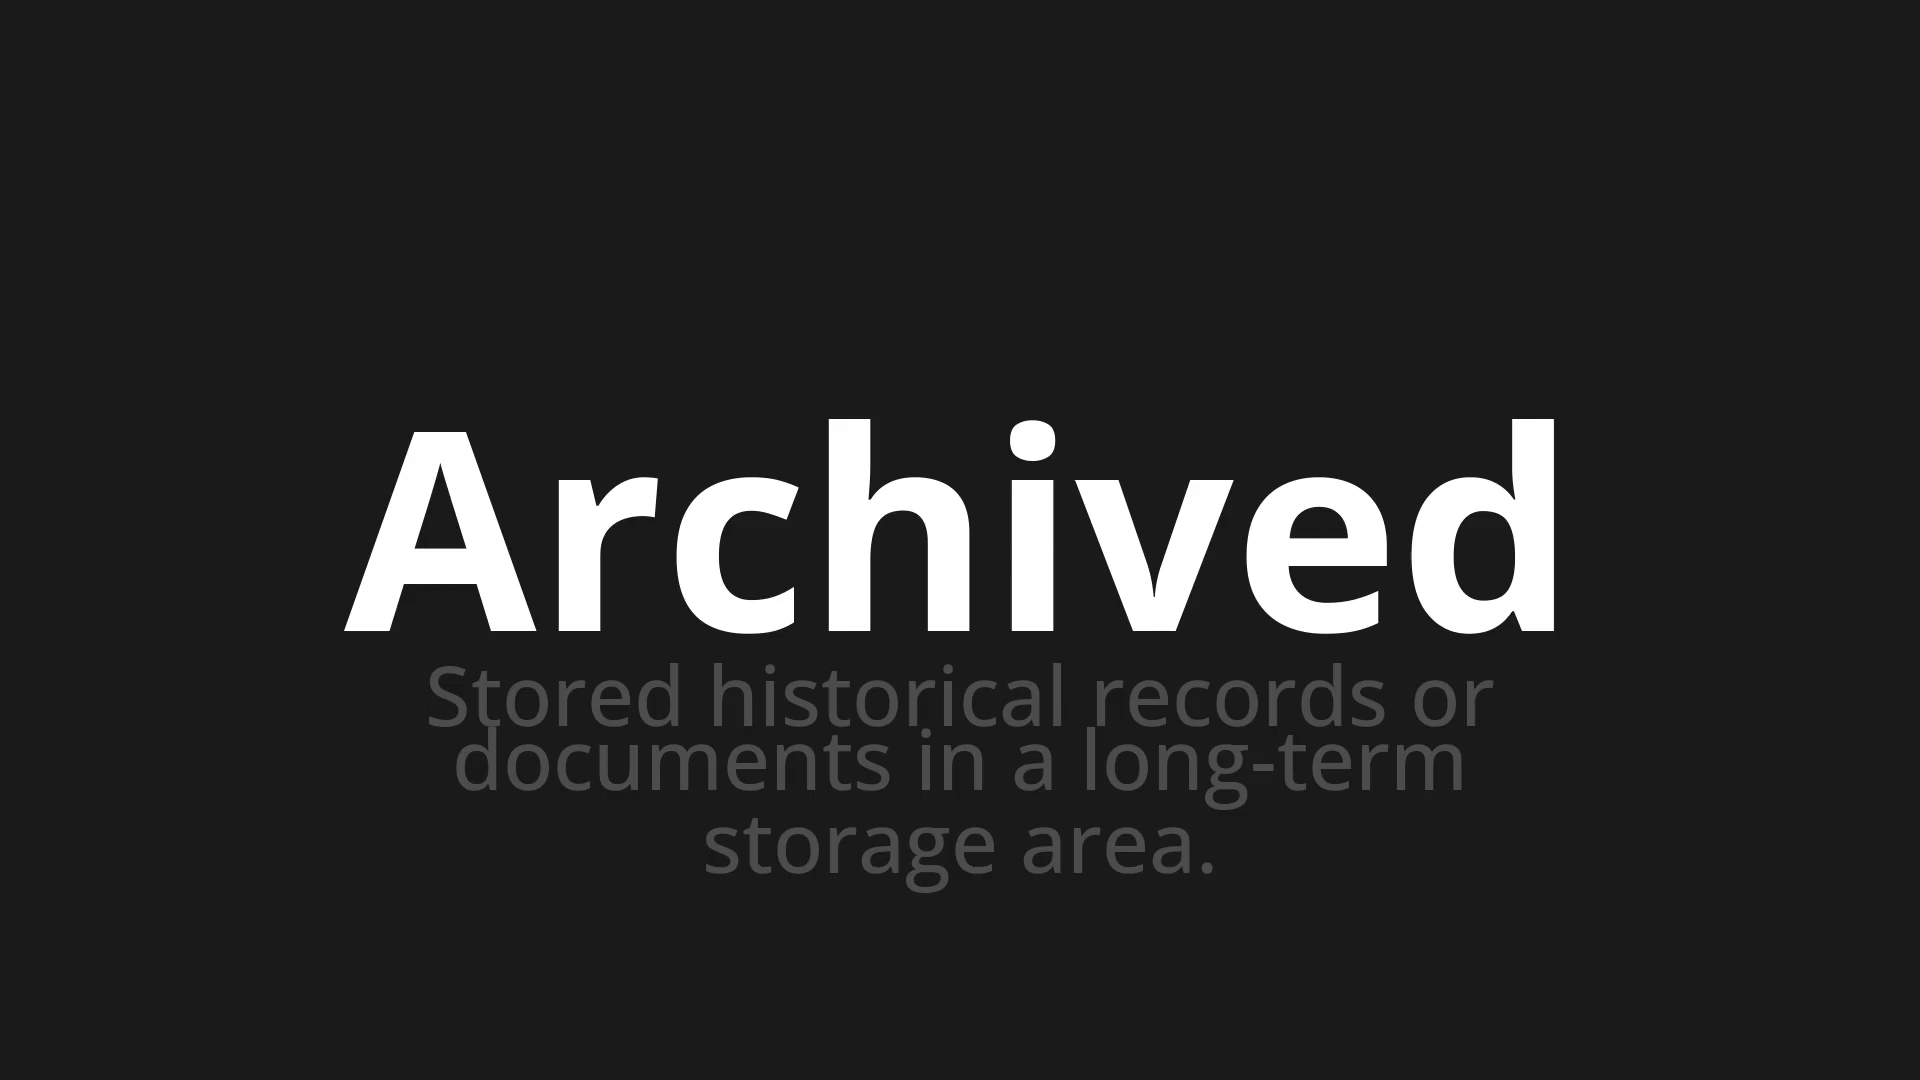 Archived
Stored historical records or
documents in a long-term
storage area.